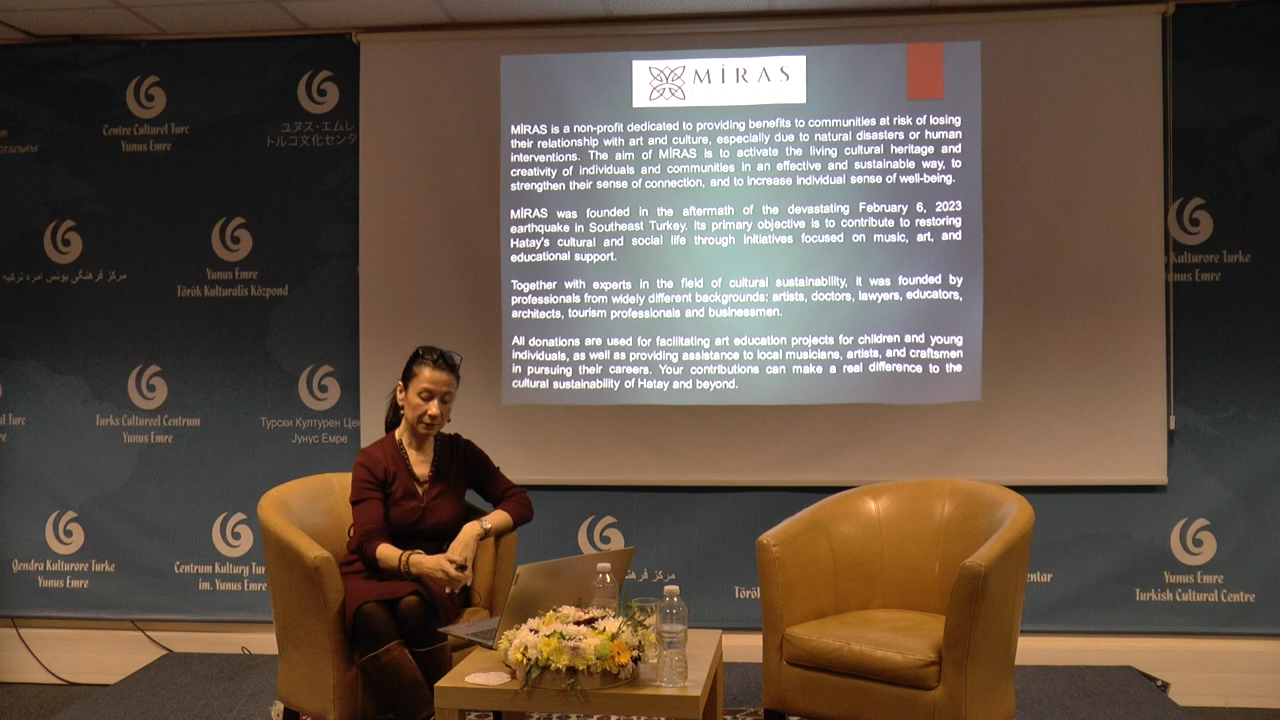 MİRAS
MİRAS is a non-profit dedicated to providing benefits to communities at risk of losing
their relationship with art and culture, especially due to natural disasters or human
interventions. The aim of MİRAS is to activate the living cultural heritage and
creativity of individuals and communities in an effective and sustainable way, to
strengthen their sense of connection, and to increase individual sense of well-being.
MİRAS was founded in the aftermath of the devastating February 6, 2023
earthquake in Southeast Turkey. Its primary objective is to contribute to restoring
Hatay's cultural and social life through initiatives focused on music, art, and
educational support.
Together with experts in the field of cultural sustainability, it was founded by
professionals from widely different backgrounds: artists, doctors, lawyers, educators,
architects, tourism professionals and businessmen.
All donations are used for facilitating art education projects for children and young
individuals, as well as providing assistance to local musicians, artists, and craftsmen
in pursuing their careers. Your contributions can make a real difference to the
cultural sustainability of Hatay and beyond.
Centre Culturel Turc
Yunus Emre
ユヌス・エムレ
トルコ文化センタ
مرکز فرهنگی یونس امره ترکیه
Yunus Emre
Török Kulturális Központ
Kulturore Turke
Yunus Emre
Turc
Turks Cultureel Centrum
Yunus Emre
Турски Културен Цен
Јунус Емре
Qendra Kulturore Turke
Yunus Emre
Centrum Kultury Tur
im. Yunus Emre
مرکز فرهن
Törö
entar
Yunus Emre
Turkish Cultural Centre